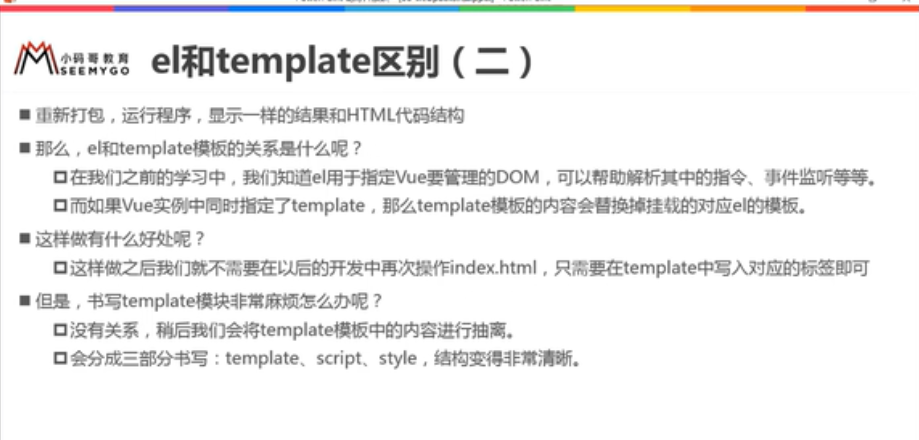 小码哥教育
SEEMYGO
el和template区别（二）
重新打包，运行程序，显示一样的结果和HTML代码结构
那么，el和template模板的关系是什么呢？
在我们之前的学习中，我们知道el用于指定Vue要管理的DOM，可以帮助解析其中的指令、事件监听等等。
而如果Vue实例中同时指定了template，那么template模板的内容会替换掉挂载的对应el的模板。
这样做有什么好处呢？
这样做之后我们就不需要在以后的开发中再次操作index.html，只需要在template中写入对应的标签即可
但是，书写template模块非常麻烦怎么办呢？
没有关系，稍后我们会将template模板中的内容进行抽离。
会分成三部分书写：template、script、style，结构变得非常清晰。